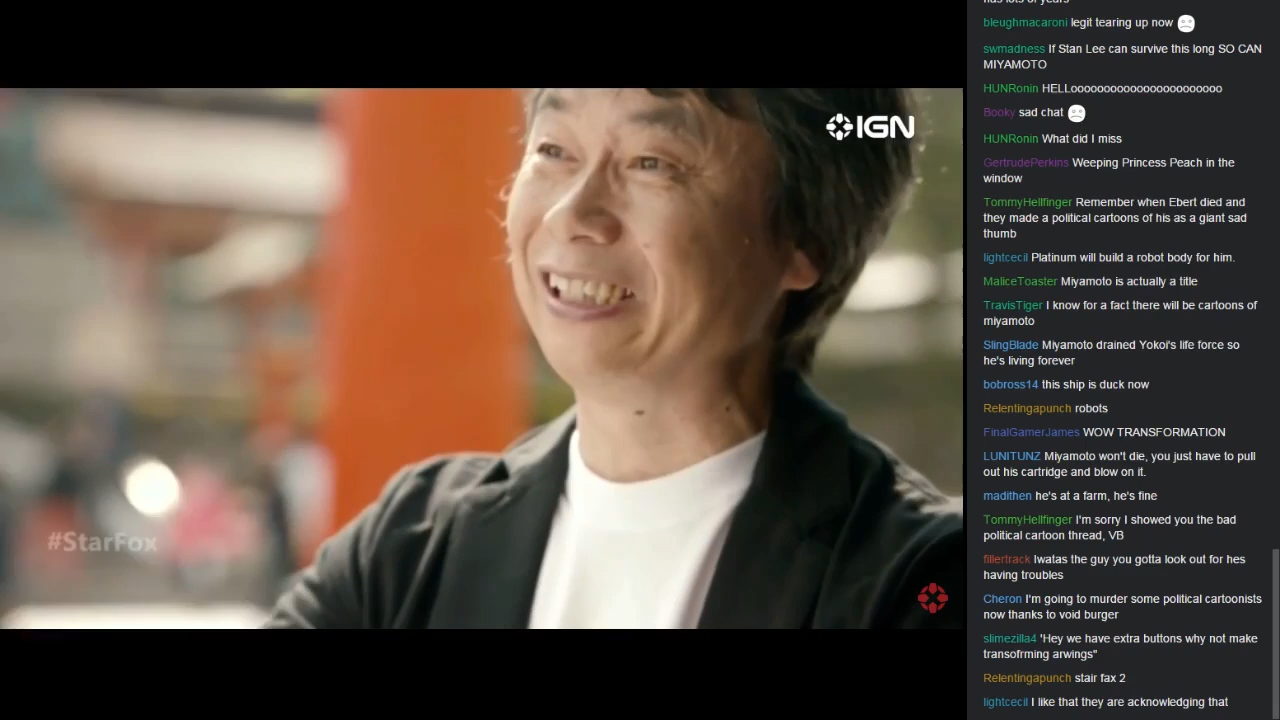 IGN
#StarFox
has lots of years
bleughmacaroni legit tearing up now
swmadness If Stan Lee can survive this long SO CAN
MIYAMOTO
HUNRonin HELLooooooooooooooooooooooo
Booky sad chat
HUNRonin What did I miss
GertrudePerkins Weeping Princess Peach in the
window
TommyHellfinger Remember when Ebert died and
they made a political cartoons of his as a giant sad
thumb
lightcecil Platinum will build a robot body for him.
MaliceToaster Miyamoto is actually a title
TravisTiger I know for a fact there will be cartoons of
miyamoto
SlingBlade Miyamoto drained Yokoi's life force so
he's living forever
bobross14 this ship is duck now
Relentingapunch robots
FinalGamerJames WOW TRANSFORMATION
LUNITUNZ Miyamoto won't die, you just have to pull
out his cartridge and blow on it.
madithen he's at a farm, he's fine
TommyHellfinger I'm sorry I showed you the bad
political cartoon thread, VB
fillertrack Iwatas the guy you gotta look out for hes
having troubles
Cheron I'm going to murder some political cartoonists
now thanks to void burger
slimezilla4 'Hey we have extra buttons why not make
transofrming arwings"
Relentingapunch stair fax 2
lightcecil I like that they are acknowledging that